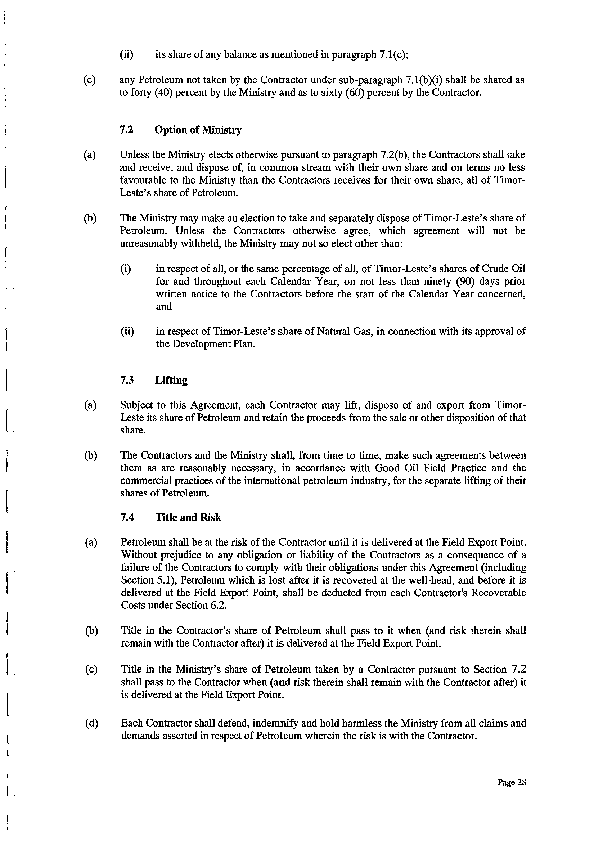 (ii) its share of any balance as mentioned in paragraph 7.1(c);
(c) any Petroleum not taken by the Contractor under sub-paragraph 7.1(b)(i) shall be shared as
to forty (40) percent by the Ministry and as to sixty (60) percent by the Contractor.
7.2 Option of Ministry
(a) Unless the Ministry elects otherwise pursuant to paragraph 7.2(b), the Contractors shall take
and receive, and dispose of, in common stream with their own share and on terms no less
favourable to the Ministry than the Contractors receives for their own share, all of Timor-
Leste's share of Petroleum.
(b) The Ministry may make an election to take and separately dispose of Timor-Leste's share of
Petroleum. Unless the Contractors otherwise agree, which agreement will not be
unreasonably withheld, the Ministry may not so elect other than:
(i) in respect of all, or the same percentage of all, of Timor-Leste's shares of Crude Oil
for and throughout each Calendar Year, on not less than ninety (90) days prior
written notice to the Contractors before the start of the Calendar Year concerned,
and
(ii) in respect of Timor-Leste's share of Natural Gas, in connection with its approval of
the Development Plan.
7.3 Lifting
(a) Subject to this Agreement, each Contractor may lift, dispose of and export from Timor-
Leste its share of Petroleum and retain the proceeds from the sale or other disposition of that
share.
(b) The Contractors and the Ministry shall, from time to time, make such agreements between
them as are reasonably necessary, in accordance with Good Oil Field Practice and the
commercial practices of the international petroleum industry, for the separate lifting of their
shares of Petroleum.
7.4 Title and Risk
(a) Petroleum shall be at the risk of the Contractor until it is delivered at the Field Export Point.
Without prejudice to any obligation or liability of the Contractors as a consequence of a
failure of the Contractors to comply with their obligations under this Agreement (including
Section 5.1), Petroleum which is lost after it is recovered at the well-head, and before it is
delivered at the Field Export Point, shall be deducted from each Contractor's Recoverable
Costs under Section 6.2.
(b) Title in the Contractor's share of Petroleum shall pass to it when (and risk therein shall
remain with the Contractor after) it is delivered at the Field Export Point.
(c) Title in the Ministry's share of Petroleum taken by a Contractor pursuant to Section 7.2
shall pass to the Contractor when (and risk therein shall remain with the Contractor after) it
is delivered at the Field Export Point.
(d) Each Contractor shall defend, indemnify and hold harmless the Ministry from all claims and
demands asserted in respect of Petroleum wherein the risk is with the Contractor.
Page 28